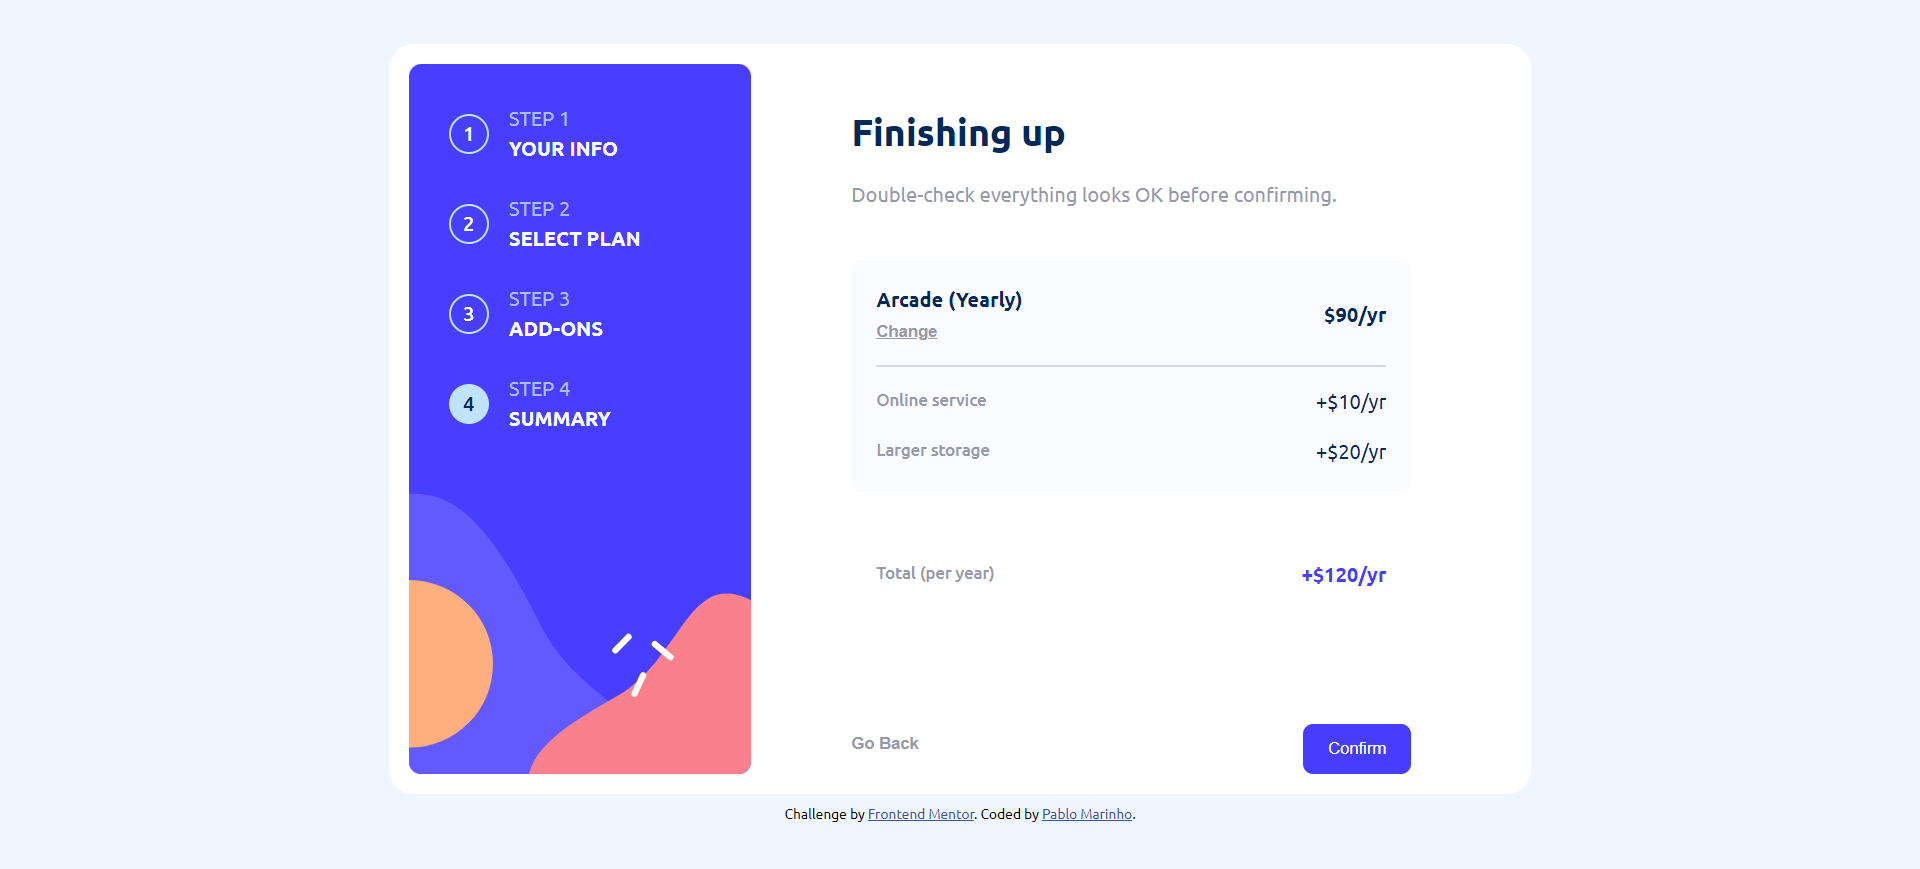 1
STEP 1
YOUR INFO
2
STEP 2
SELECT PLAN
3
STEP 3
ADD-ONS
4
STEP 4
SUMMARY
Finishing up
Double-check everything looks OK before confirming.
Arcade (Yearly)
Change
$90/yr
Online service +$10/yr
Larger storage +$20/yr
Total (per year) +$120/yr
Go Back Confirm
Challenge by Frontend Mentor. Coded by Pablo Marinho.